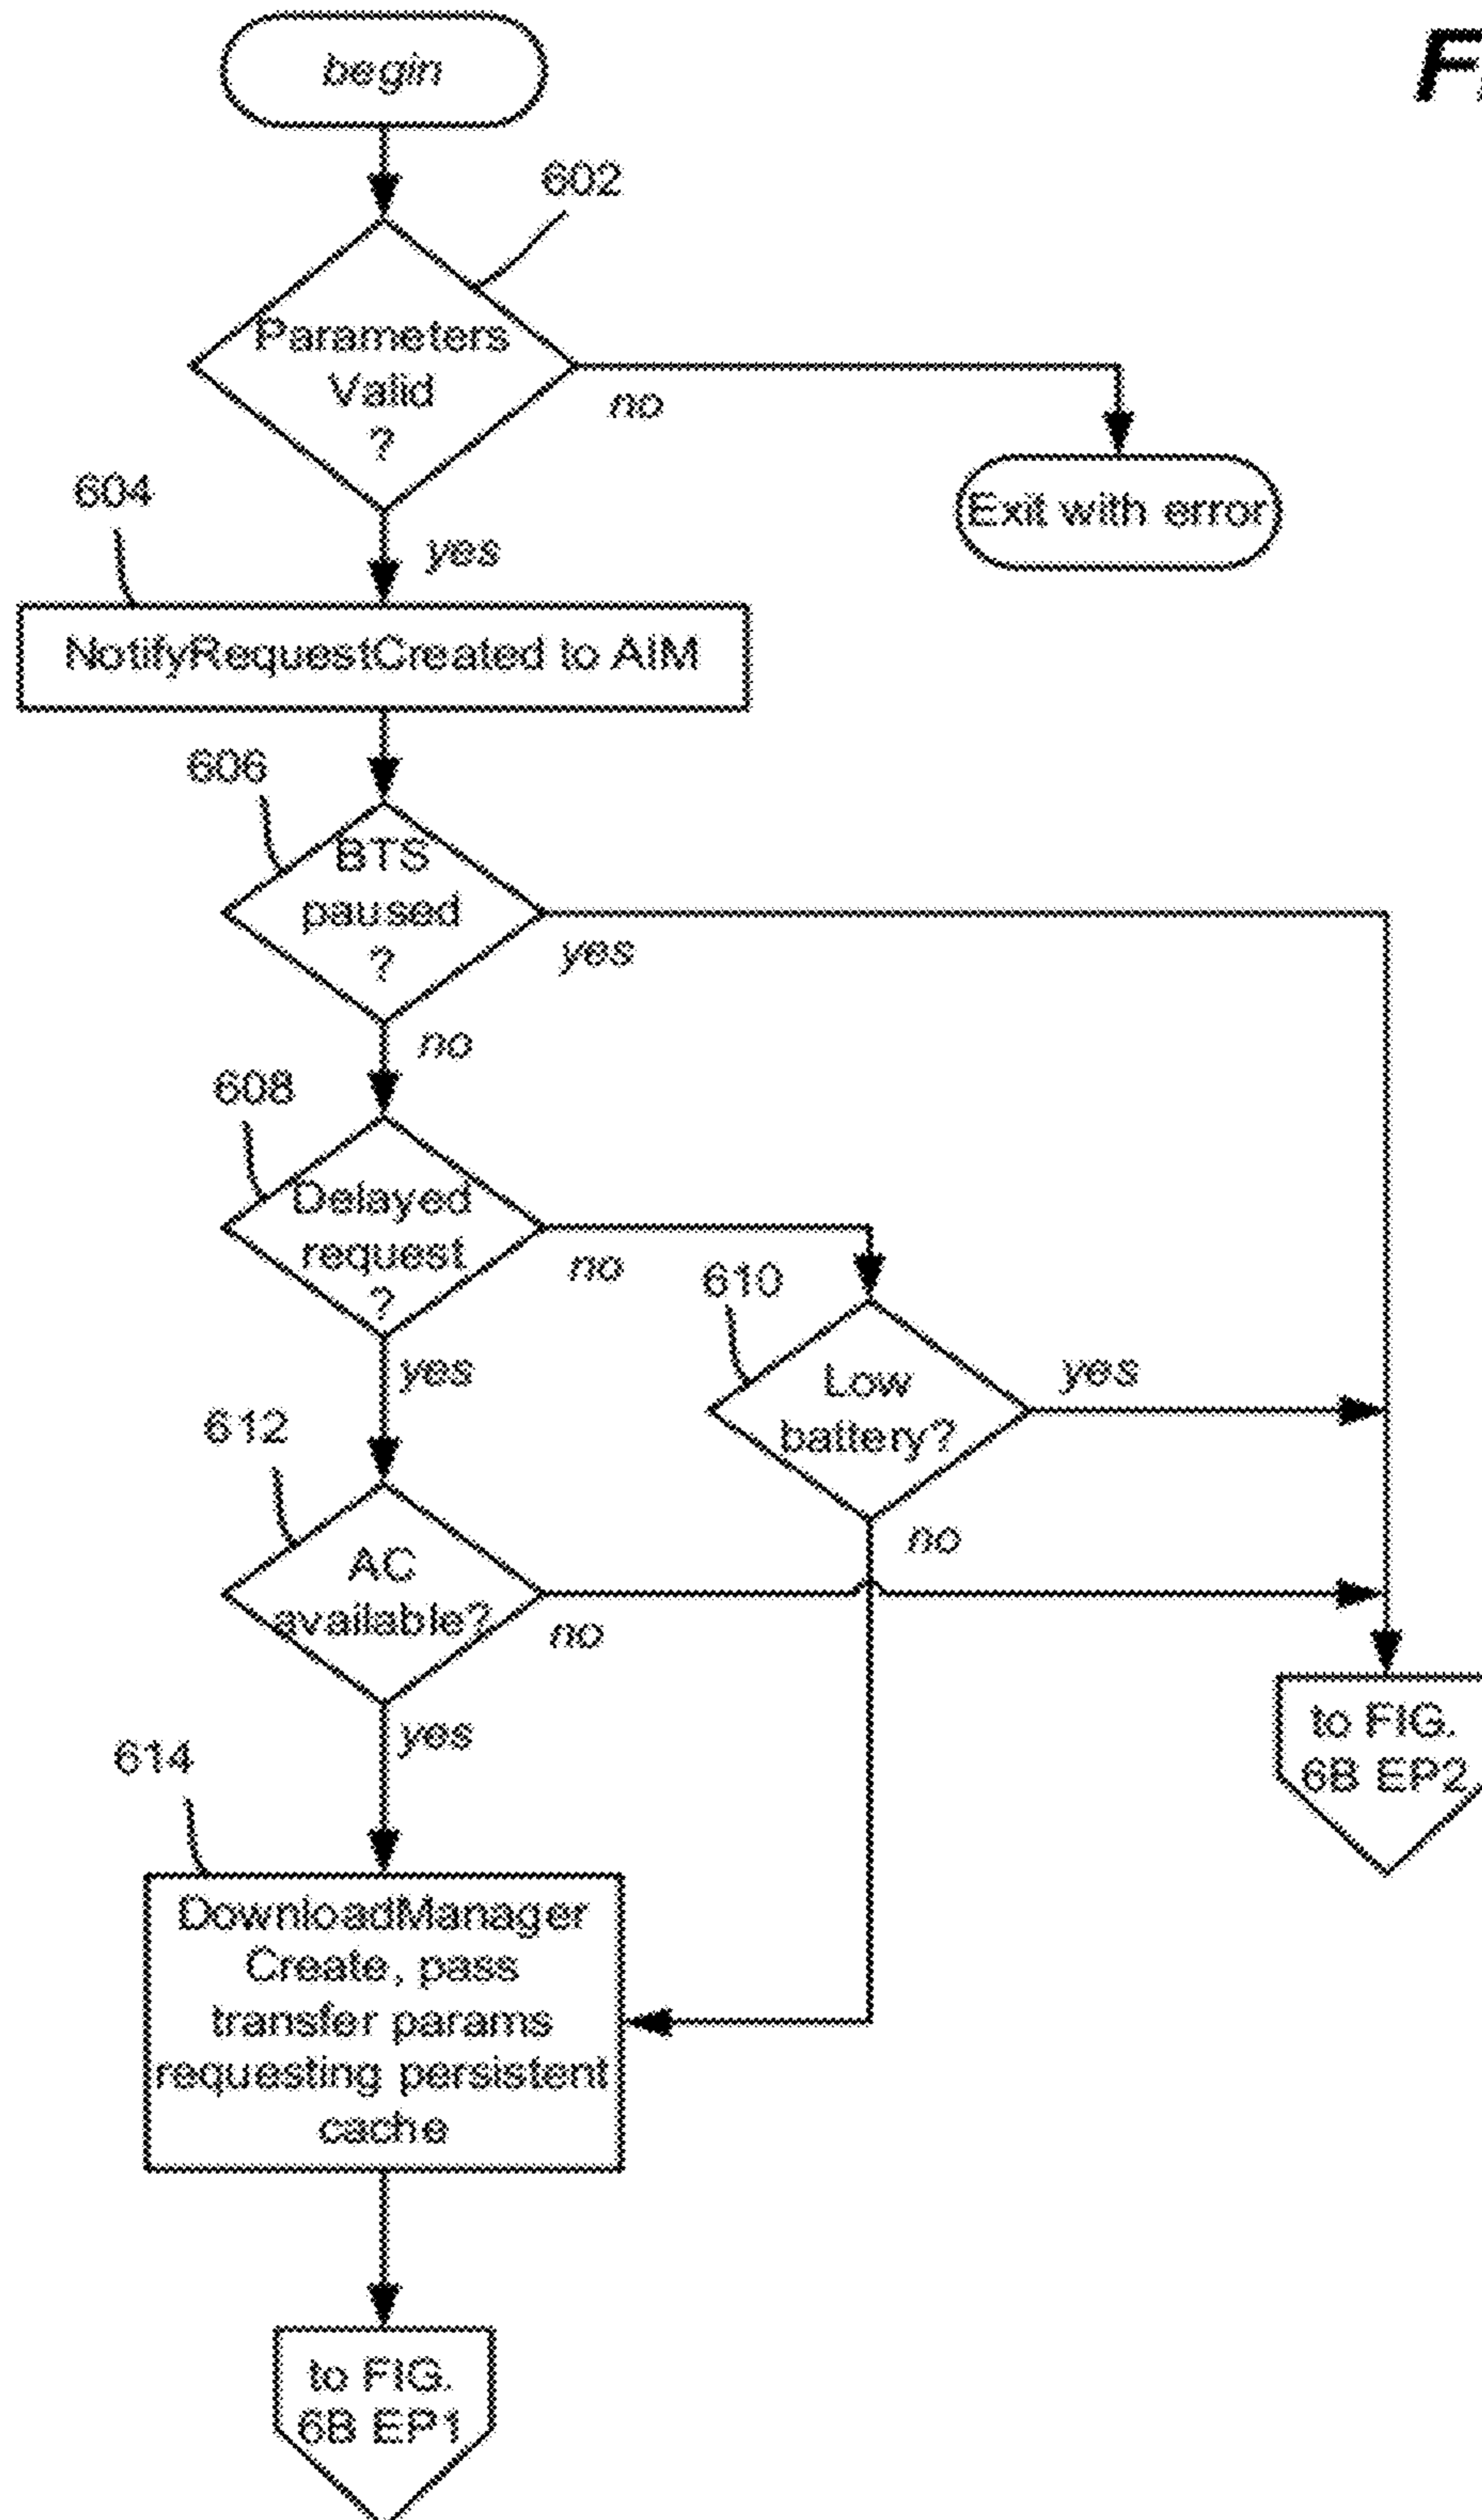 begin
602
Parameters
Valid
?
no
Exit with error
604
yes
NotifyRequestCreated to AIM
606
BTS
paused
?
yes
no
608
Delayed
request
?
no
610
Low
battery?
yes
yes
612
AC
available?
no
no
yes
to FIG.
6B EP2
614
DownloadManager
Create, pass
transfer params
requesting persistent
cache
to FIG.
6B EP1